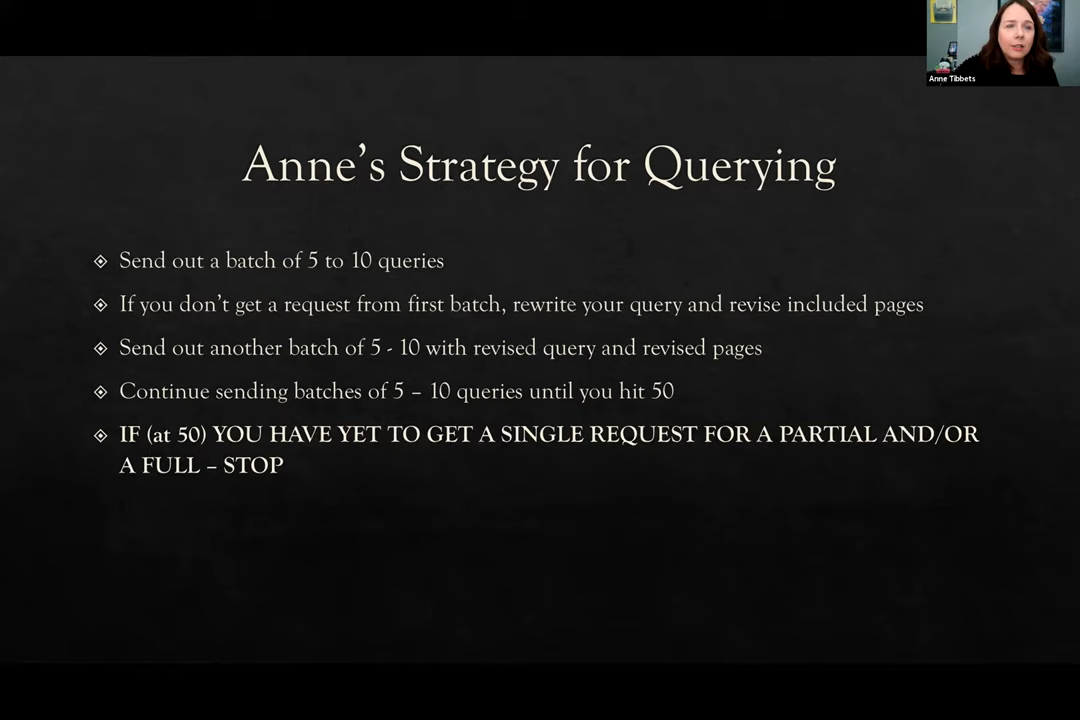 Anne Tibbets
Anne's Strategy for Querying
Send out a batch of 5 to 10 queries
If you don't get a request from first batch, rewrite your query and revise included pages
Send out another batch of 5 - 10 with revised query and revised pages
Continue sending batches of 5 – 10 queries until you hit 50
IF (at 50) YOU HAVE YET TO GET A SINGLE REQUEST FOR A PARTIAL AND/OR
A FULL – STOP